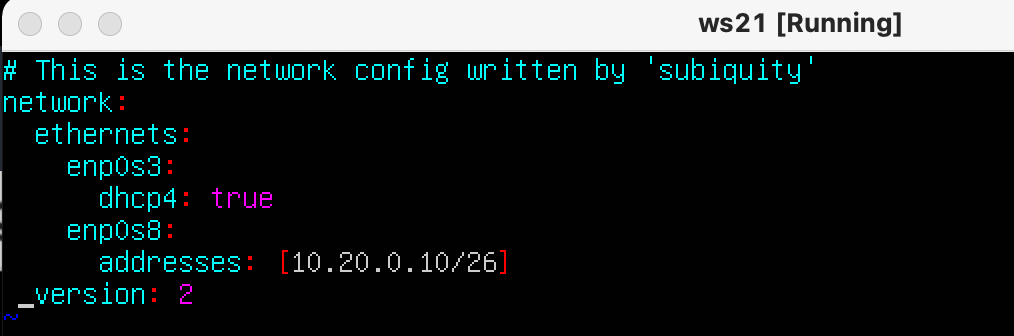 ws21 [Running]
# This is the network config written by 'subiquity'
network:
  ethernets:
    enp0s3:
      dhcp4: true
    enp0s8:
      addresses: [10.20.0.10/26]
  version: 2
~